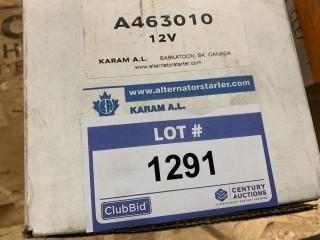 A463010
12V
KARAM A.L. SASKATOON, SK CANADA
www.alternatorstarter.com
www.alternatorstarter.com
KARAM A.L.
LOT #
1291
ClubBid
CENTURY
AUCTIONS